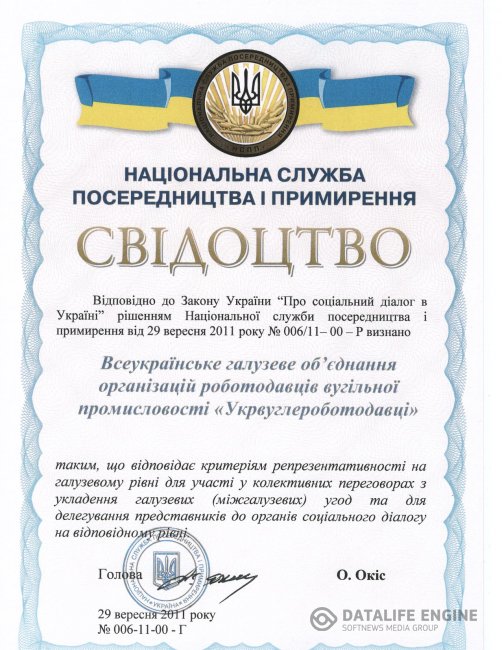 НАЦІОНАЛЬНА СЛУЖБА
ПОСЕРЕДНИЦТВА І ПРИМИРЕННЯ
СВІДОЦТВО
Відповідно до Закону України “Про соціальний діалог в
Україні” рішенням Національної служби посередництва і
примирення від 29 вересня 2011 року № 006/11– 00 – Р визнано
Всеукраїнське галузеве об’єднання
організацій роботодавців вугільної
промисловості «Укрвуглероботодавці»
таким, що відповідає критеріям репрезентативності на
галузевому рівні для участі у колективних переговорах з
укладення галузевих (міжгалузевих) угод та для
делегування представників до органів соціального діалогу
на відповідному рівні.
Голова О. Окіс
29 вересня 2011 року
№ 006-11-00 - Г
DATALIFE ENGINE
SOFTNEWS MEDIA GROUP